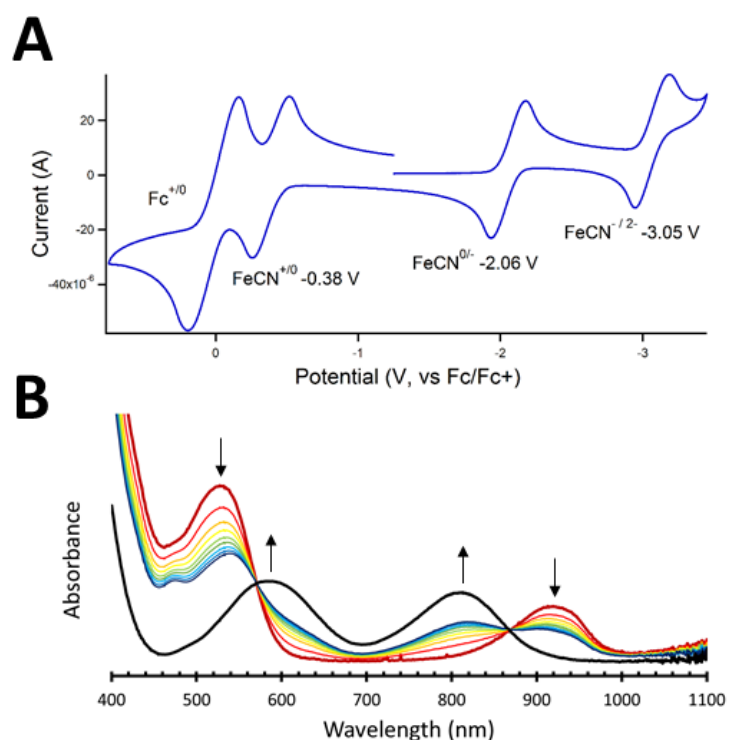 A
20
0
-20
-40x10⁻⁶
Current (A)
Fc⁺/⁰
FeCN⁺/⁰ -0.38 V
FeCN⁰/⁻ -2.06 V
FeCN⁻ / ²⁻ -3.05 V
0 -1 -2 -3
Potential (V, vs Fc/Fc+)
B
Absorbance
400 500 600 700 800 900 1000 1100
Wavelength (nm)